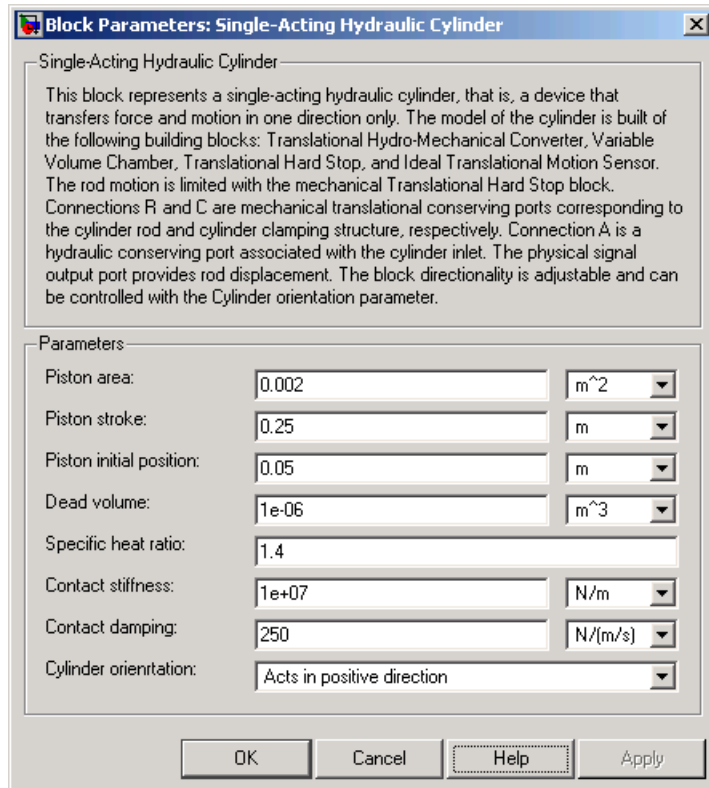 Block Parameters: Single-Acting Hydraulic Cylinder
Single-Acting Hydraulic Cylinder
This block represents a single-acting hydraulic cylinder, that is, a device that
transfers force and motion in one direction only. The model of the cylinder is built of
the following building blocks: Translational Hydro-Mechanical Converter, Variable
Volume Chamber, Translational Hard Stop, and Ideal Translational Motion Sensor.
The rod motion is limited with the mechanical Translational Hard Stop block.
Connections R and C are mechanical translational conserving ports corresponding to
the cylinder rod and cylinder clamping structure, respectively. Connection A is a
hydraulic conserving port associated with the cylinder inlet. The physical signal
output port provides rod displacement. The block directionality is adjustable and can
be controlled with the Cylinder orientation parameter.
Parameters
Piston area: 0.002 m^2
Piston stroke: 0.25 m
Piston initial position: 0.05 m
Dead volume: 1e-06 m^3
Specific heat ratio: 1.4
Contact stiffness: 1e+07 N/m
Contact damping: 250 N/(m/s)
Cylinder orienrtation: Acts in positive direction
OK Cancel Help Apply